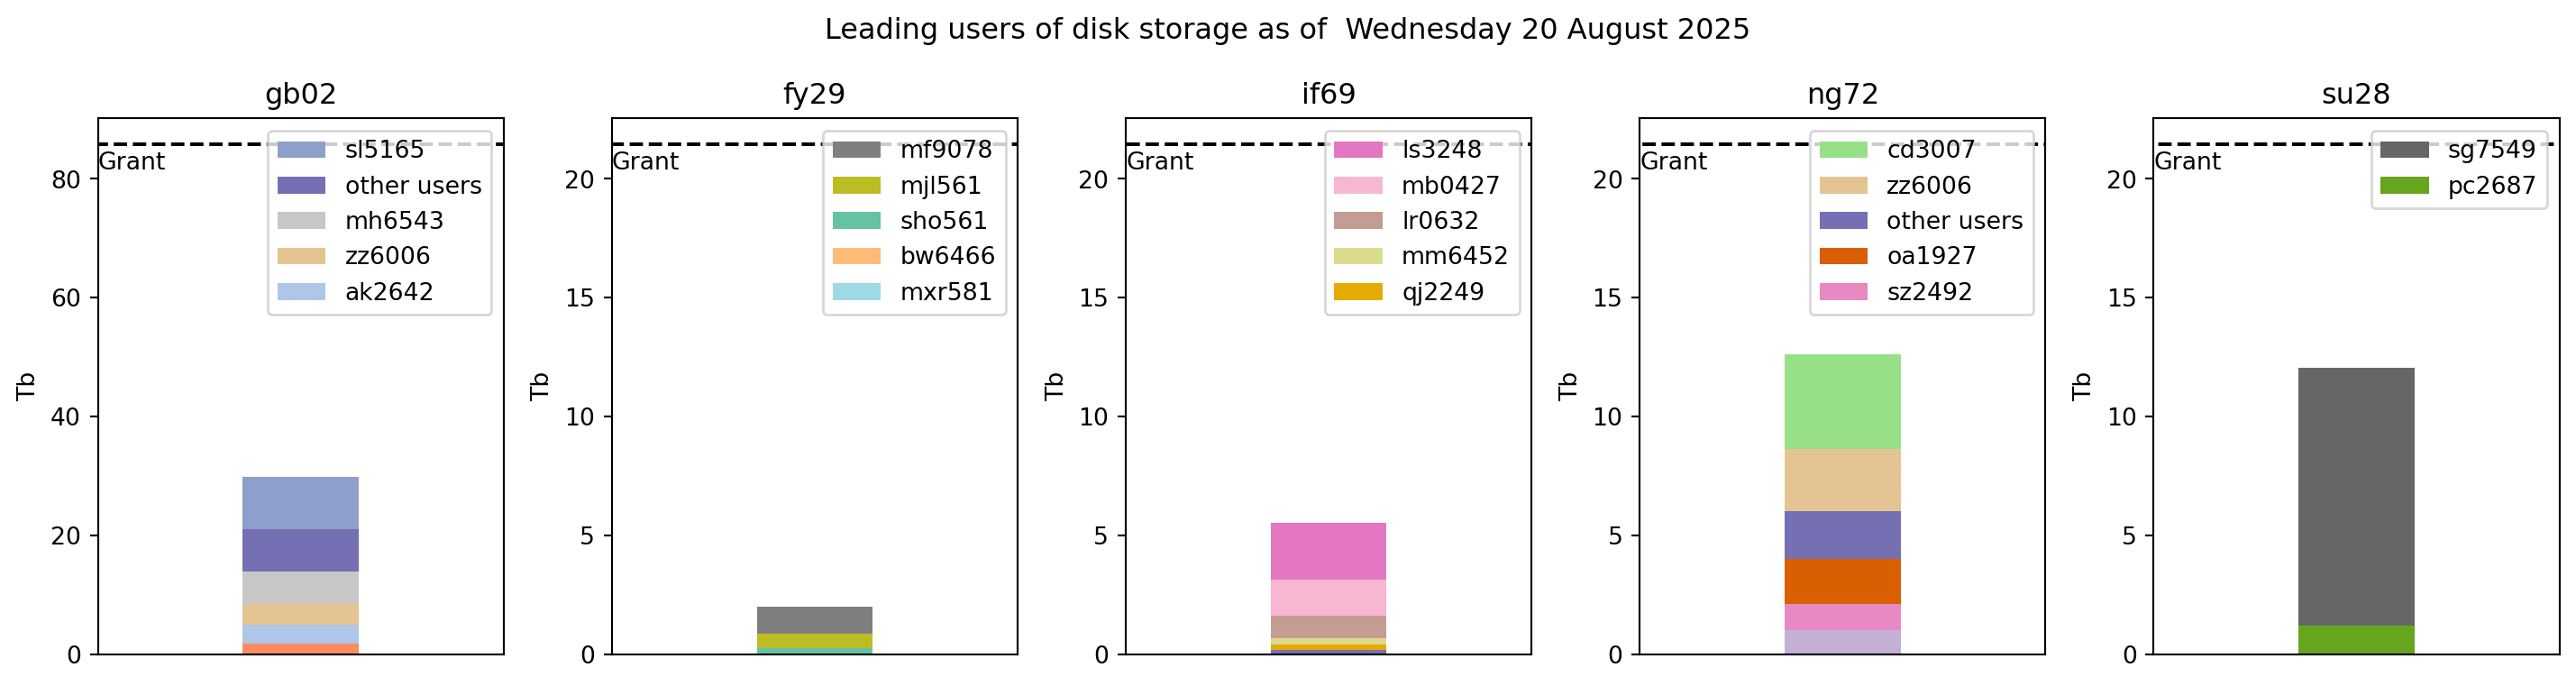 Leading users of disk storage as of  Wednesday 20 August 2025
gb02
Grant
80
60
40
20
0
Tb
sl5165
other users
mh6543
zz6006
ak2642
fy29
Grant
20
15
10
5
0
Tb
mf9078
mjl561
sho561
bw6466
mxr581
if69
Grant
20
15
10
5
0
Tb
ls3248
mb0427
lr0632
mm6452
qj2249
ng72
Grant
20
15
10
5
0
Tb
cd3007
zz6006
other users
oa1927
sz2492
su28
Grant
20
15
10
5
0
Tb
sg7549
pc2687